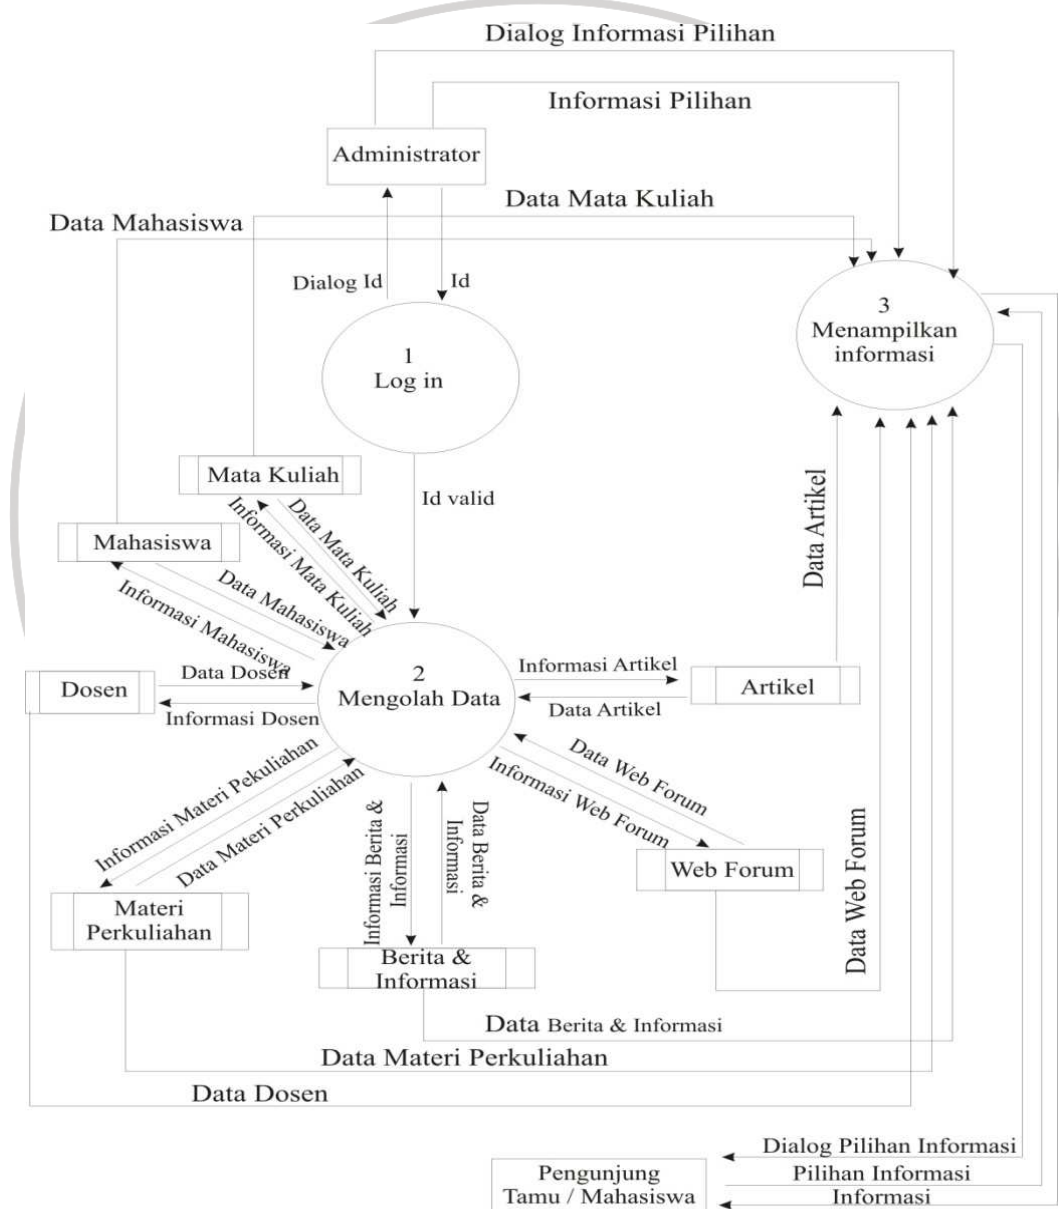 Dialog Informasi Pilihan
Informasi Pilihan
Administrator
Data Mata Kuliah
Data Mahasiswa
Dialog Id
Id
3
Menampilkan
informasi
1
Log in
Mata Kuliah
Id valid
Data Artikel
Data Mata Kuliah
Informasi Mata Kuliah
Mahasiswa
Data Mahasiswa
Informasi Mahasiswa
2
Mengolah Data
Dosen
Data Dosen
Informasi Dosen
Informasi Artikel
Data Artikel
Artikel
Data Web Forum
Informasi Web Forum
Web Forum
Data Web Forum
Informasi Materi Pekuliahan
Data Materi Perkuliahan
Informasi Berita &
Informasi
Data Berita &
Informasi
Materi
Perkuliahan
Berita &
Informasi
Data Berita & Informasi
Data Materi Perkuliahan
Data Dosen
Dialog Pilihan Informasi
Pilihan Informasi
Informasi
Pengunjung
Tamu / Mahasiswa